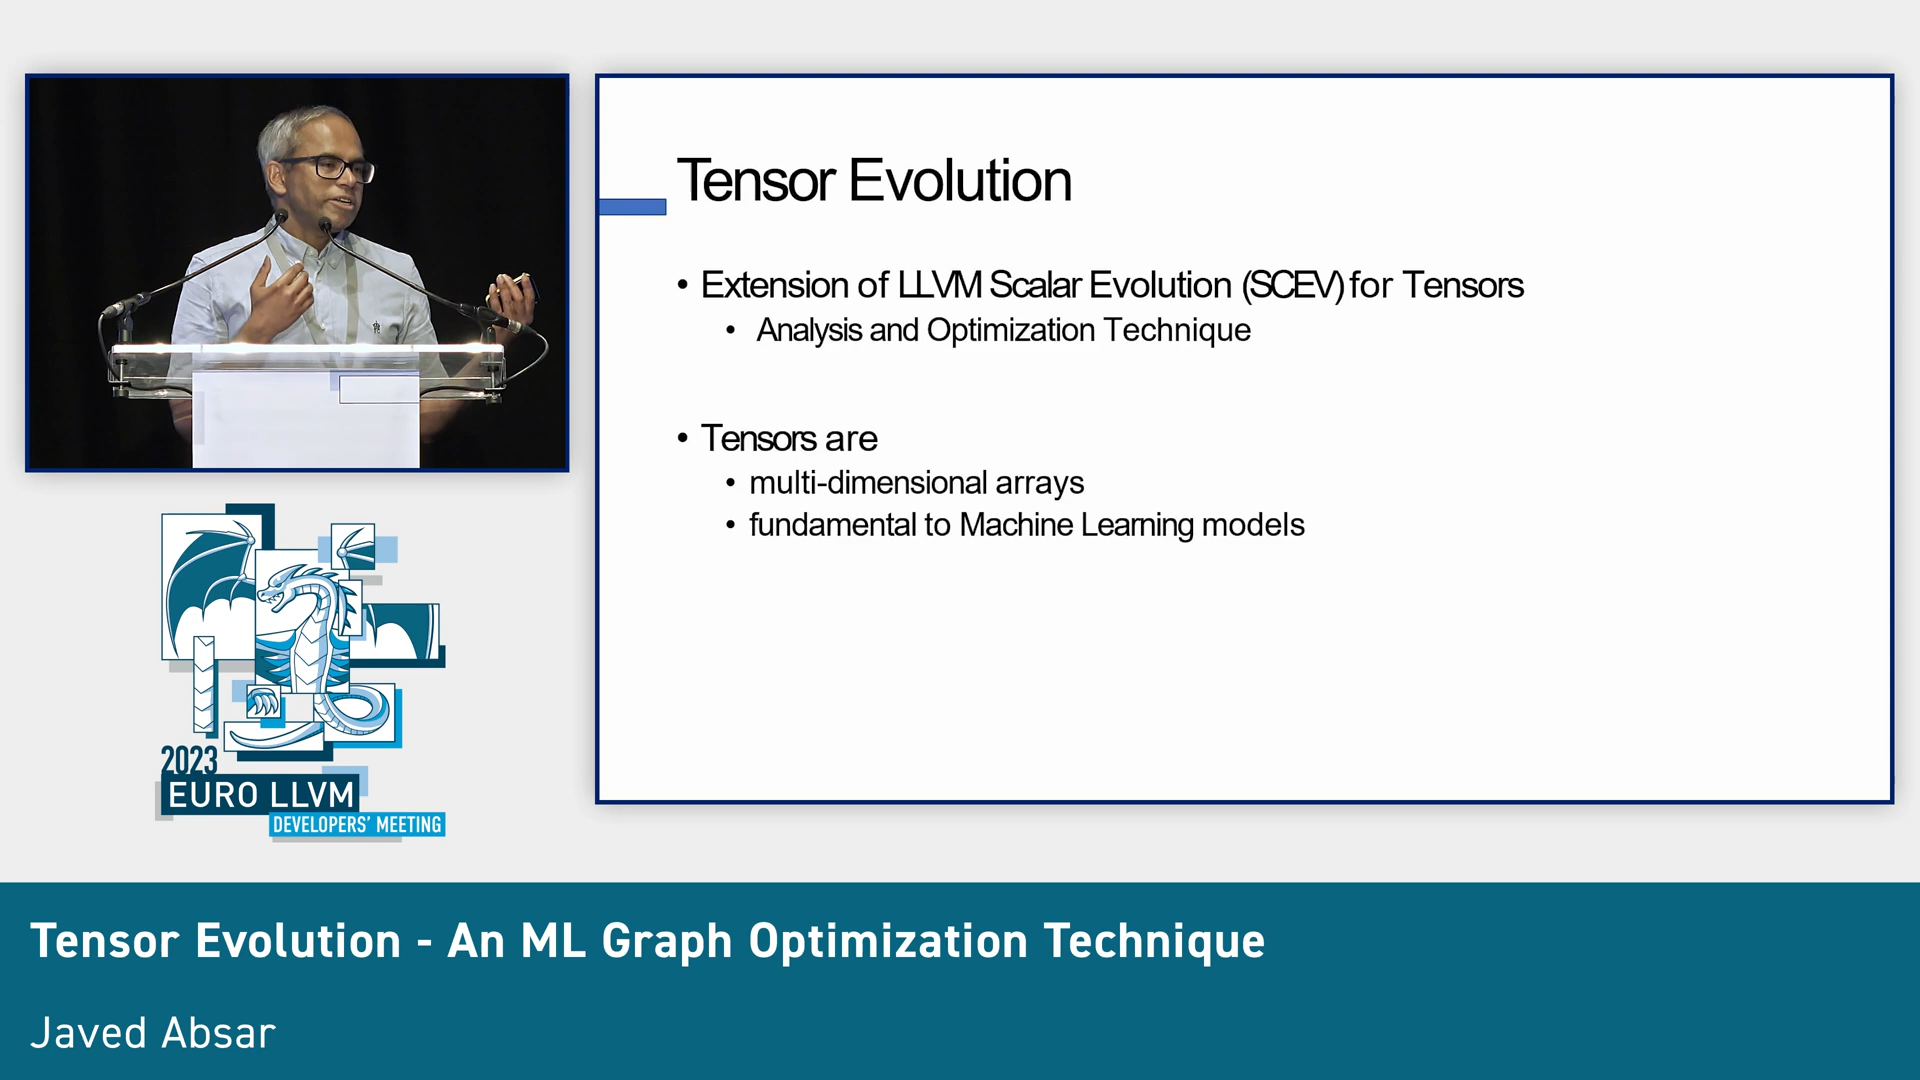 Tensor Evolution
• Extension of LLVM Scalar Evolution (SCEV) for Tensors
• Analysis and Optimization Technique
• Tensors are
• multi-dimensional arrays
• fundamental to Machine Learning models
2023
EURO LLVM
DEVELOPERS' MEETING
Tensor Evolution - An ML Graph Optimization Technique
Javed Absar